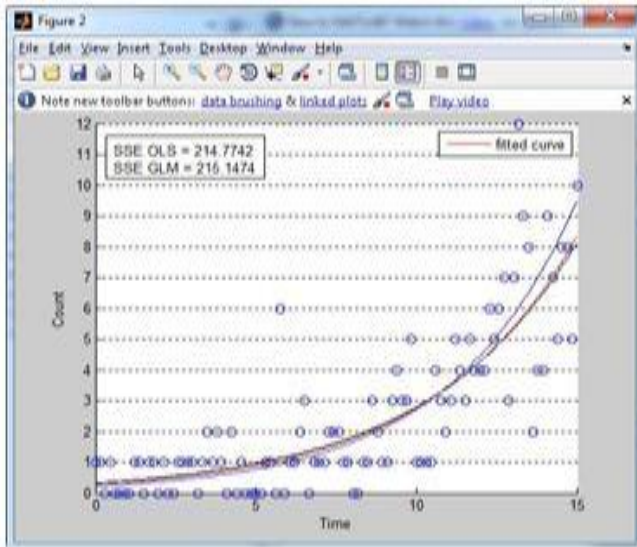 Figure 2
File Edit View Insert Tools Desktop Window Help
Note new toolbar buttons: data brushing & linked plots Play video
12
11
10
9
8
7
6
5
4
3
2
1
0
SSE OLS = 214.7742
SSE GLM = 215.1474
fitted curve
Count
0 5 10 15
Time